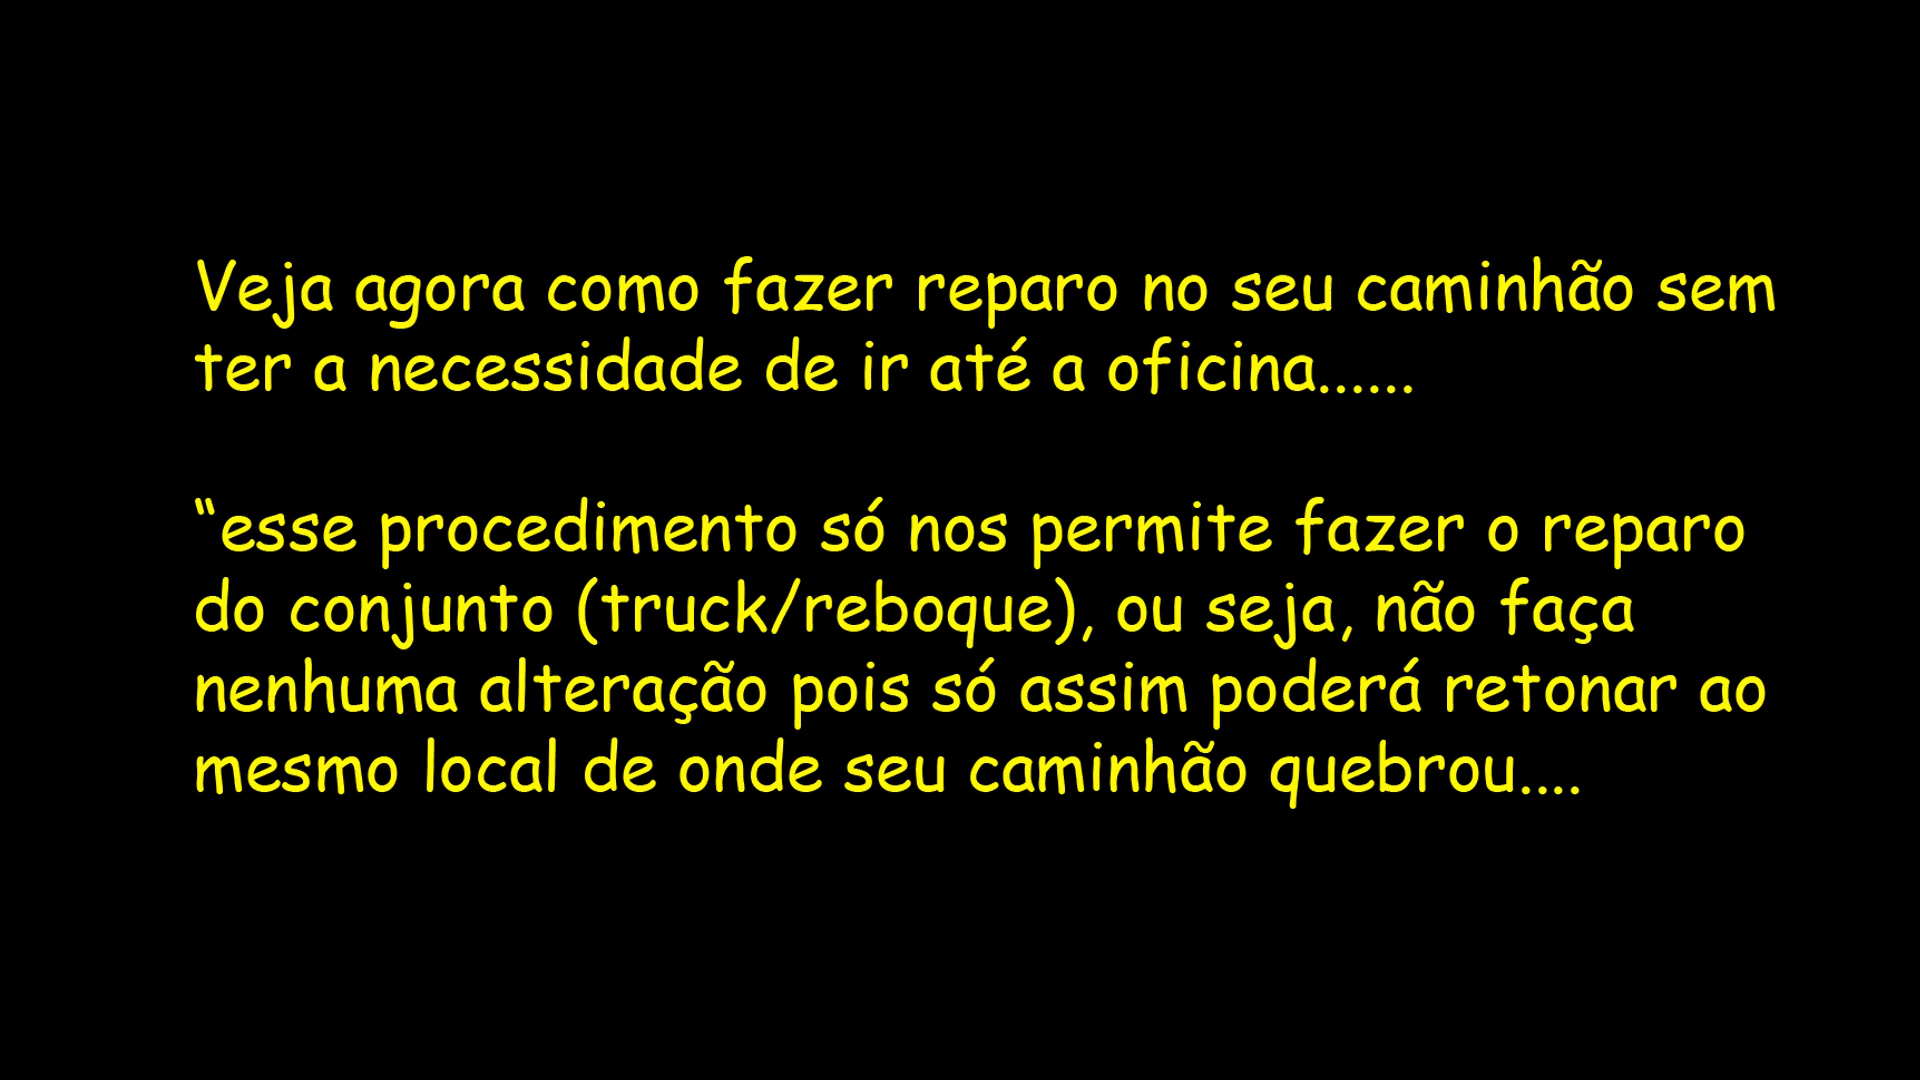 Veja agora como fazer reparo no seu caminhão sem
ter a necessidade de ir até a oficina......
“esse procedimento só nos permite fazer o reparo
do conjunto (truck/reboque), ou seja, não faça
nenhuma alteração pois só assim poderá retonar ao
mesmo local de onde seu caminhão quebrou....